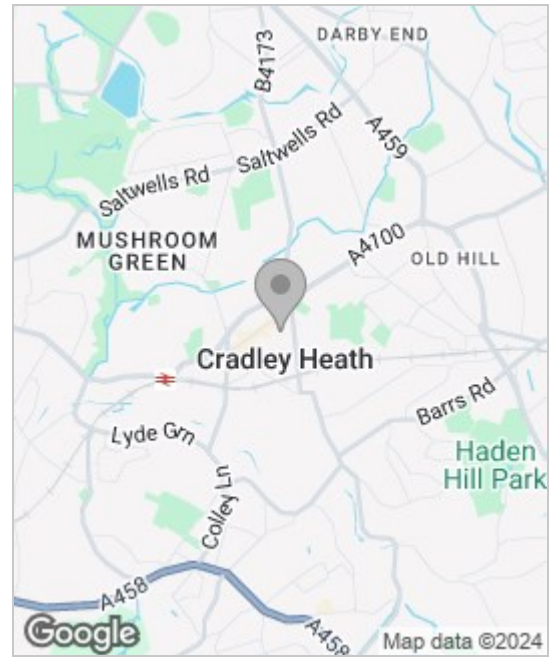 DARBY END
B4173
Saltwells Rd
Saltwells Rd
A459
MUSHROOM
GREEN
A4100
OLD HILL
Cradley Heath
Barrs Rd
Lyde Grn
Haden
Hill Park
Colley Ln
A458
A458
Google
Map data ©2024